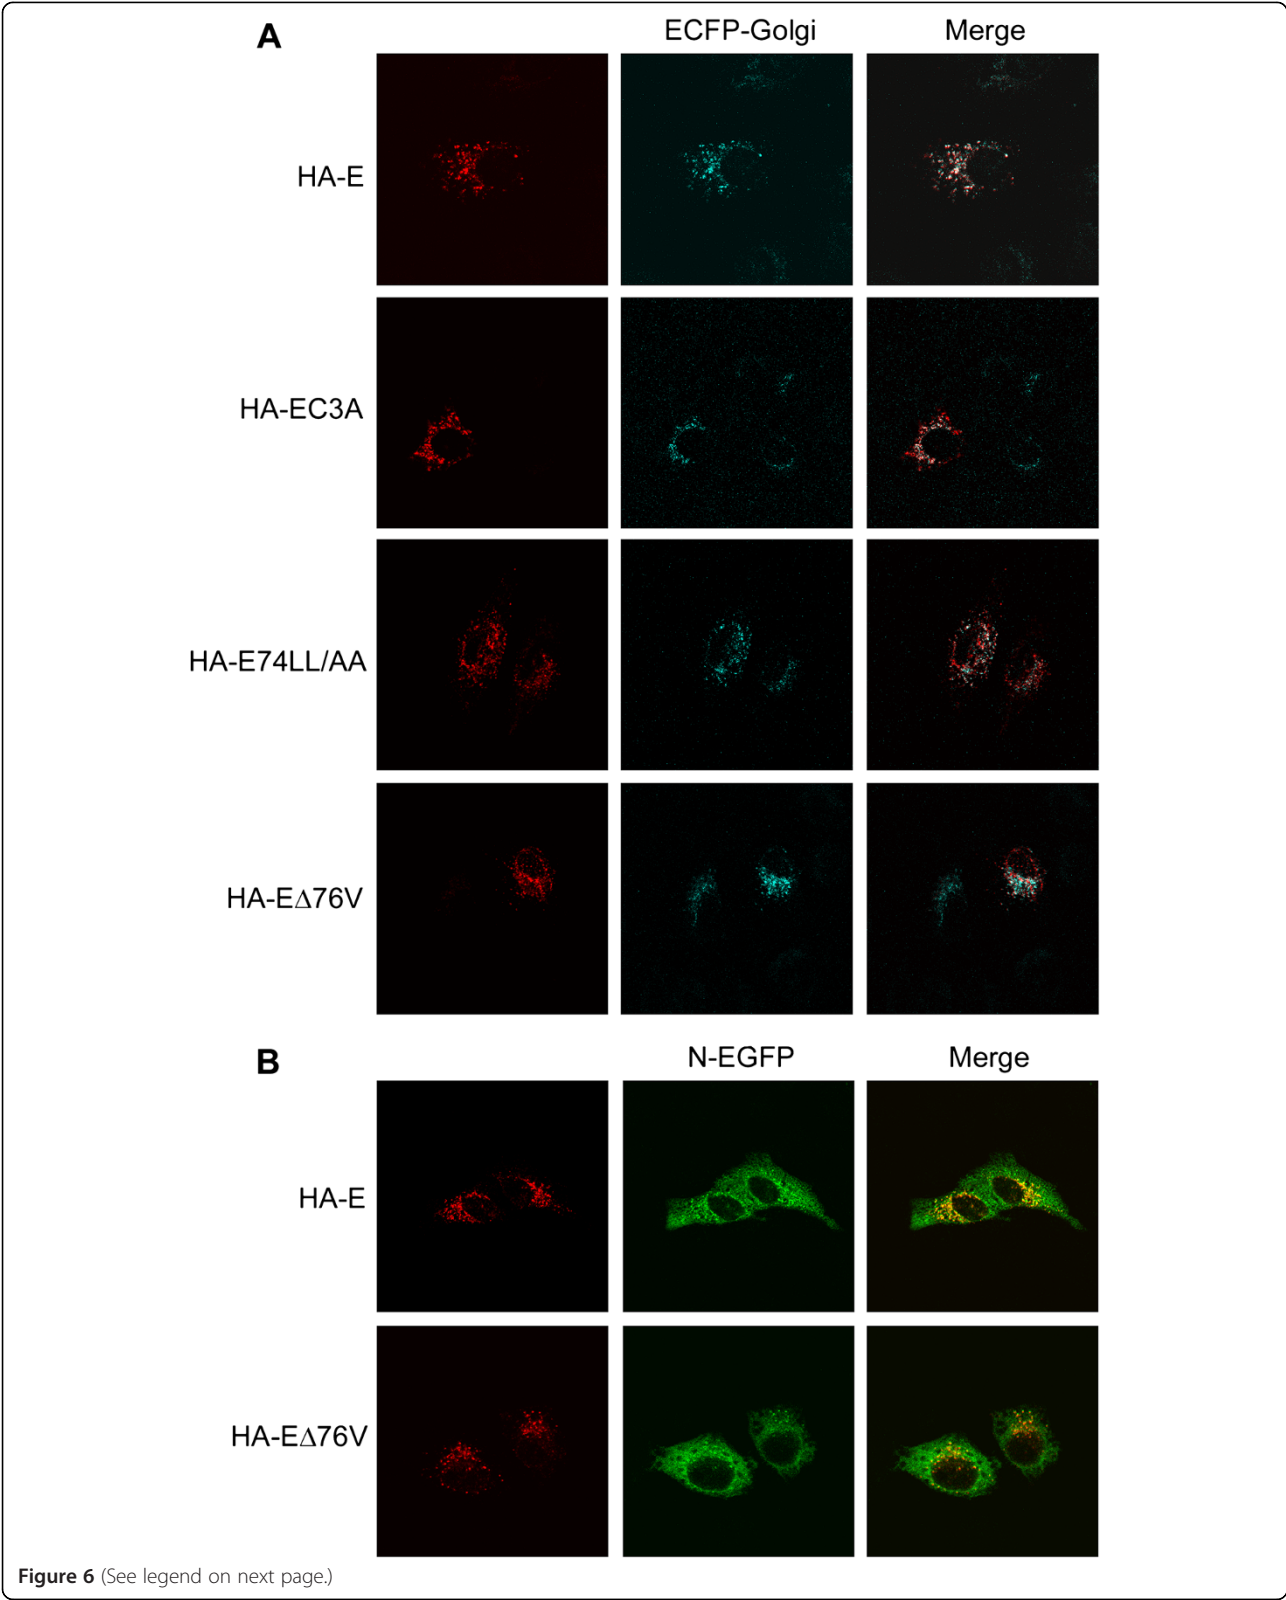 A
ECFP-Golgi
Merge
HA-E
HA-EC3A
HA-E74LL/AA
HA-EΔ76V
B
N-EGFP
Merge
HA-E
HA-EΔ76V
Figure 6 (See legend on next page.)